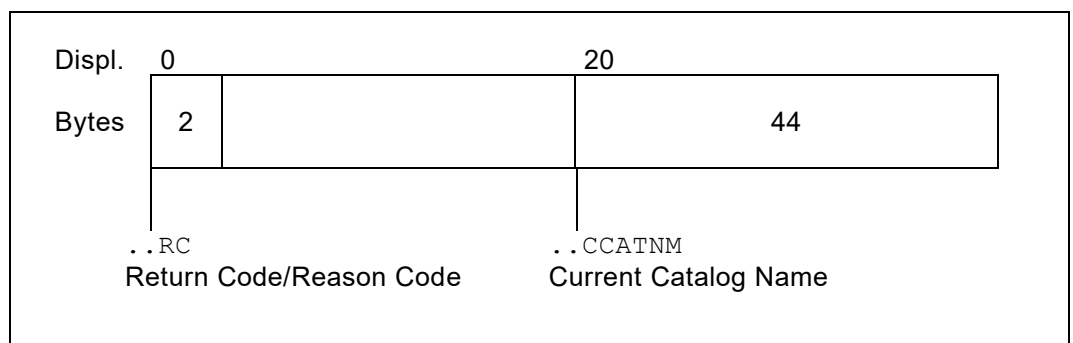 Displ. 0 20
Bytes 2 44
..RC ..CCATNM
Return Code/Reason Code Current Catalog Name